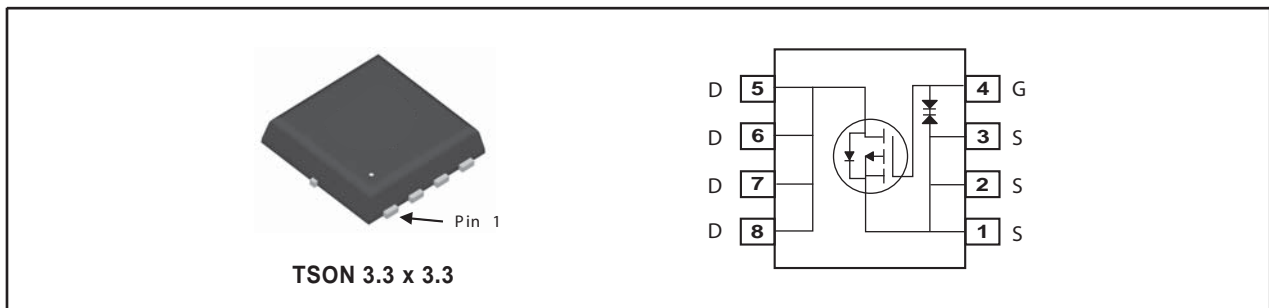 Pin 1
TSON 3.3 x 3.3
D 5 4 G
D 6 3 S
D 7 2 S
D 8 1 S